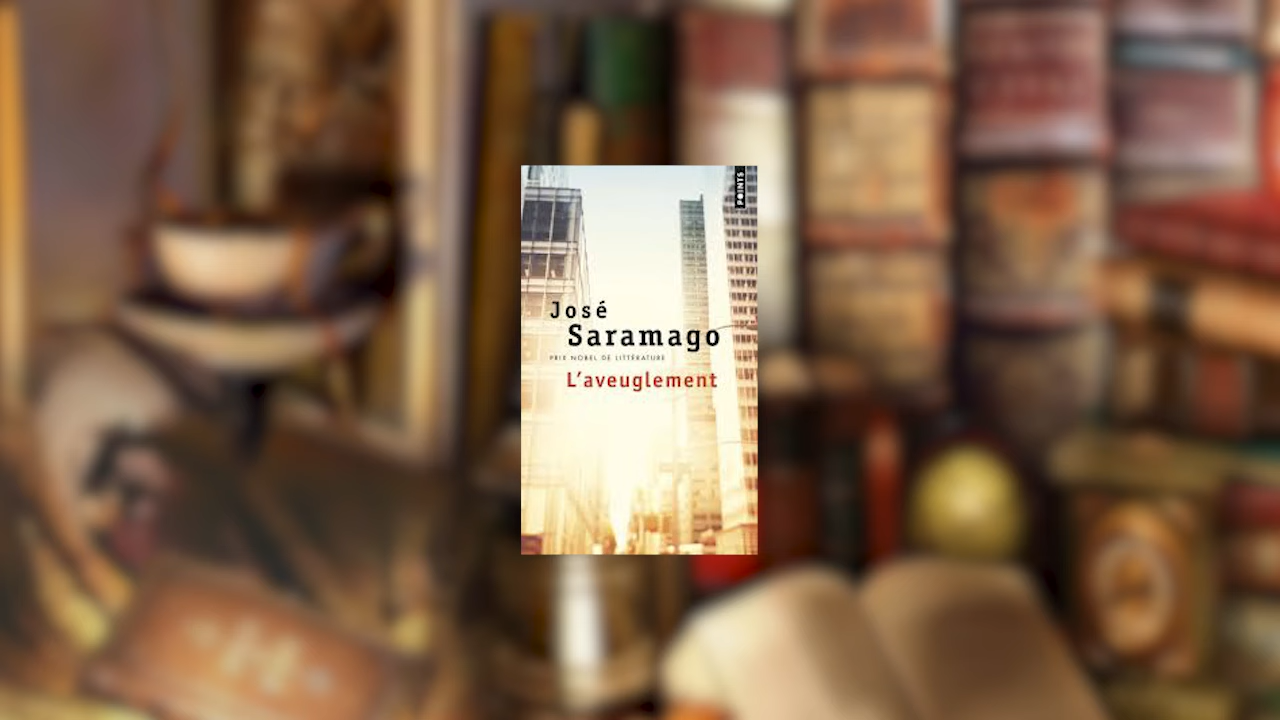 POINTS
José
Saramago
PRIX NOBEL DE LITTÉRATURE
L'aveuglement